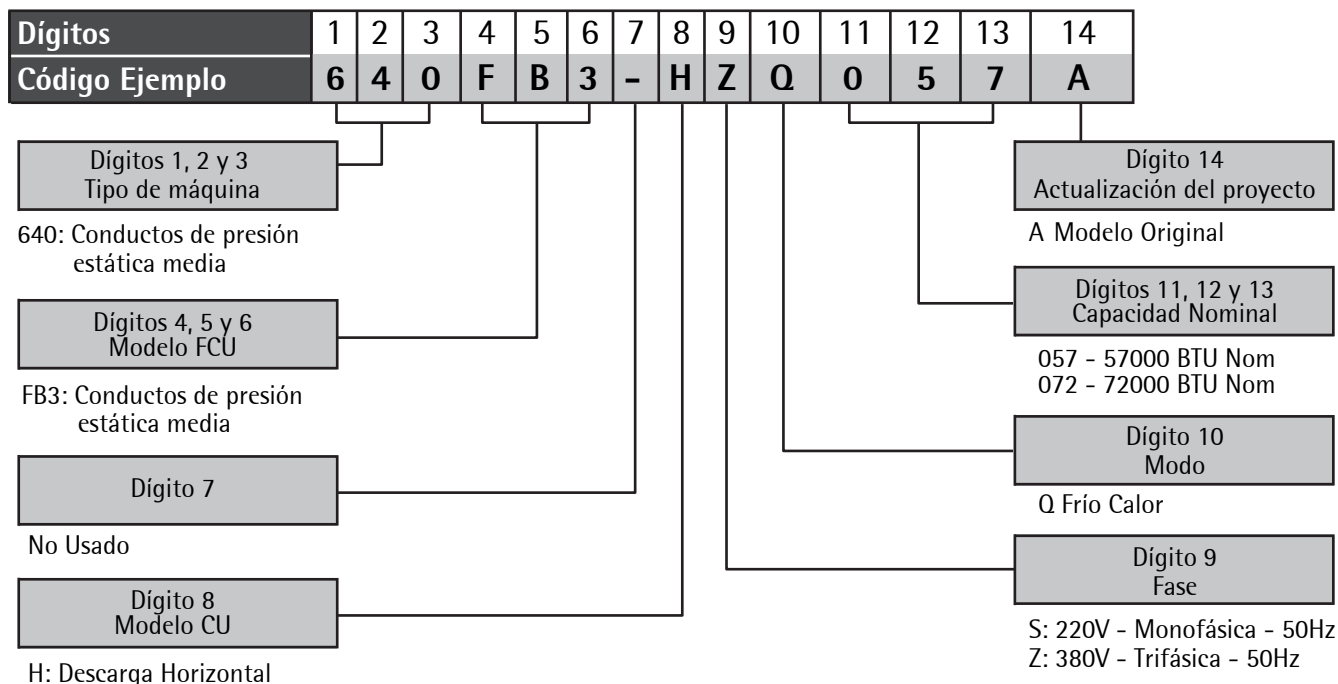 Dígitos 1 2 3 4 5 6 7 8 9 10 11 12 13 14
Código Ejemplo 6 4 0 F B 3 - H Z Q 0 5 7 A
Dígitos 1, 2 y 3
Tipo de máquina
640: Conductos de presión
estática media
Dígitos 4, 5 y 6
Modelo FCU
FB3: Conductos de presión
estática media
Dígito 7
No Usado
Dígito 8
Modelo CU
H: Descarga Horizontal
Dígito 14
Actualización del proyecto
A Modelo Original
Dígitos 11, 12 y 13
Capacidad Nominal
057 - 57000 BTU Nom
072 - 72000 BTU Nom
Dígito 10
Modo
Q Frío Calor
Dígito 9
Fase
S: 220V - Monofásica - 50Hz
Z: 380V - Trifásica - 50Hz